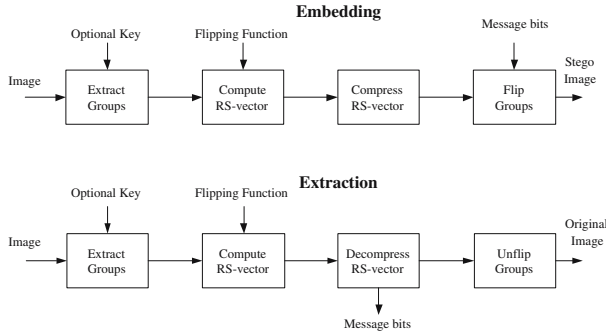 Embedding
Optional Key
Flipping Function
Message bits
Image
Extract
Groups
Compute
RS-vector
Compress
RS-vector
Flip
Groups
Stego
Image
Extraction
Optional Key
Flipping Function
Image
Extract
Groups
Compute
RS-vector
Decompress
RS-vector
Unflip
Groups
Original
Image
Message bits